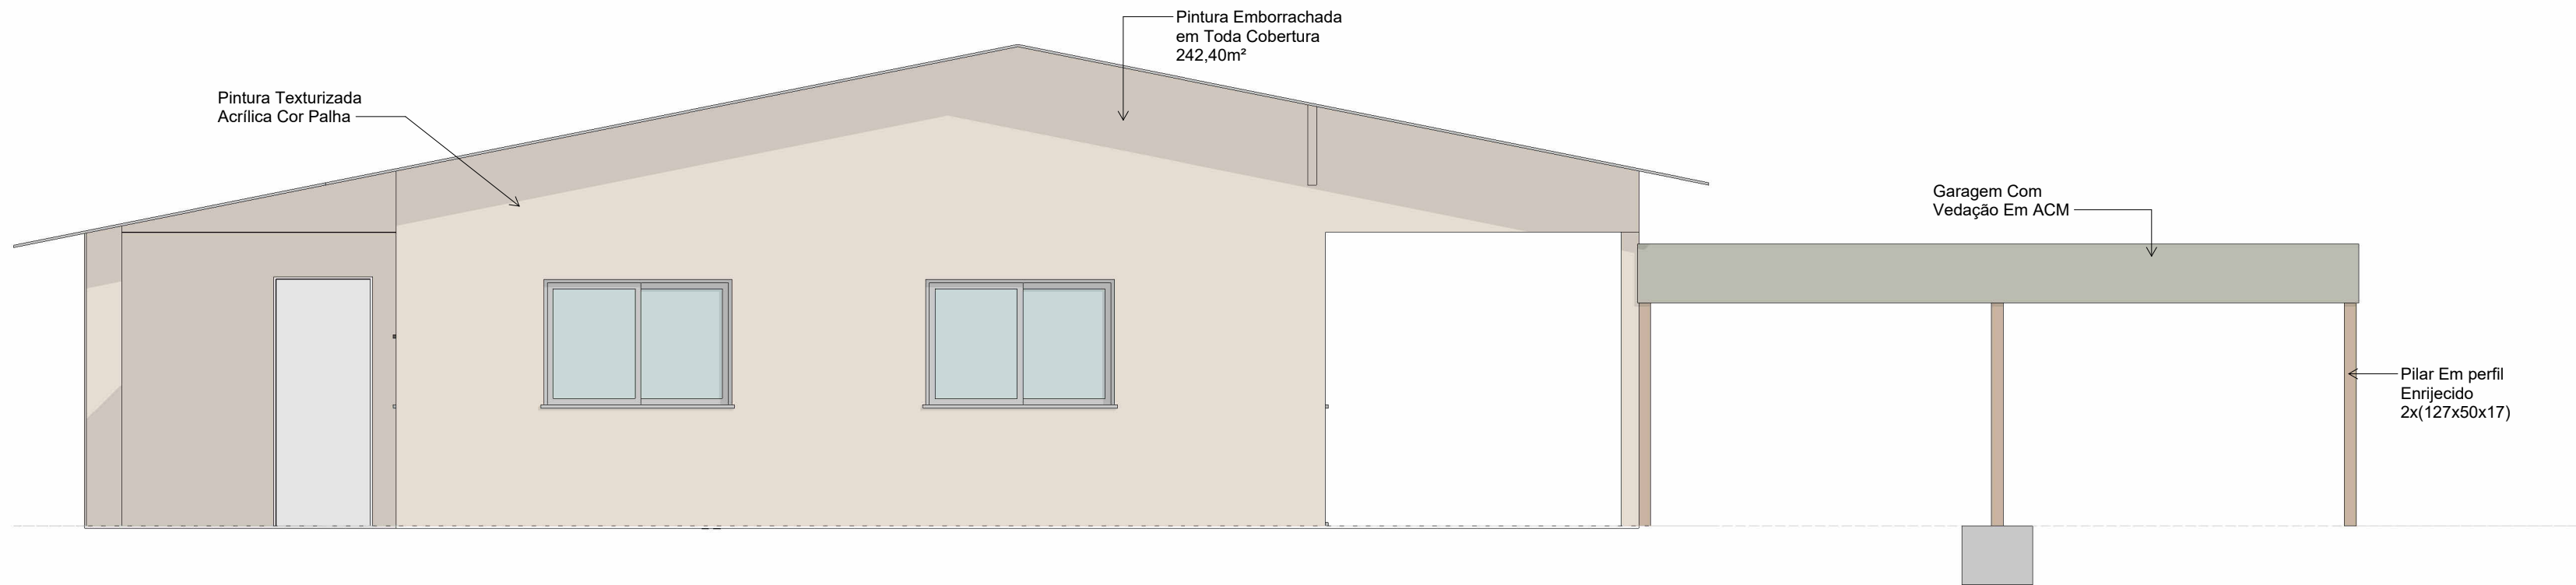 Pintura Emborrachada
em Toda Cobertura
242,40m²
Pintura Texturizada
Acrílica Cor Palha
Garagem Com
Vedação Em ACM
Pilar Em perfil
Enrijecido
2x(127x50x17)